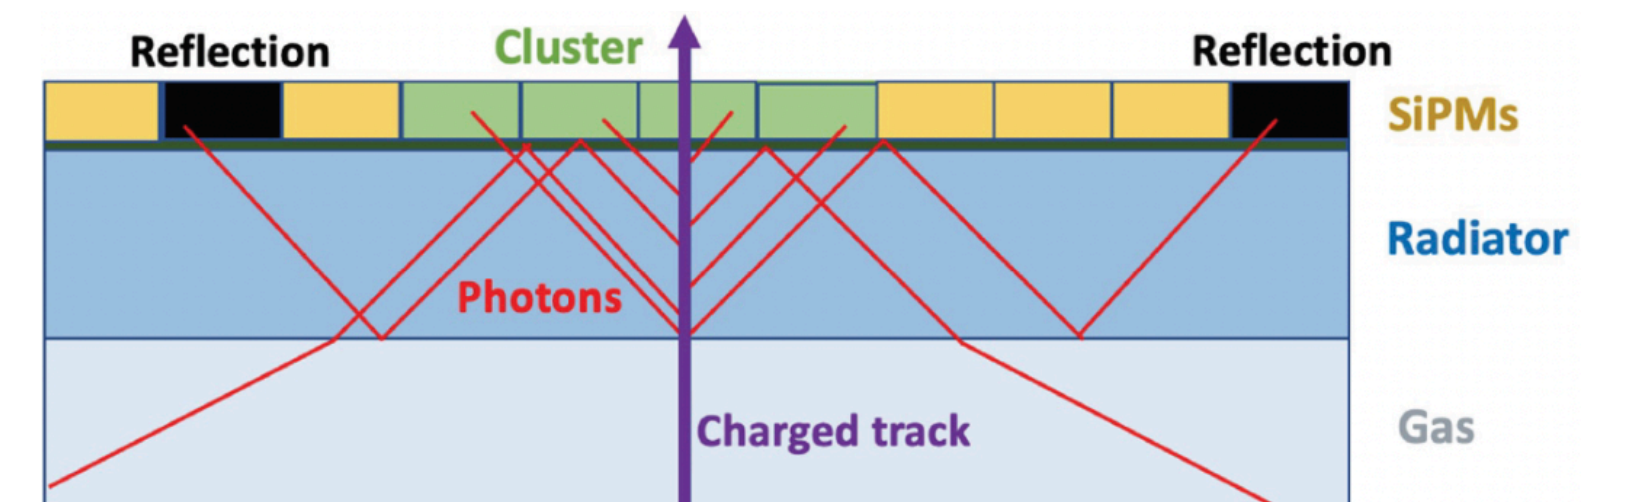 Reflection
Cluster
Reflection
SiPMs
Radiator
Photons
Charged track
Gas